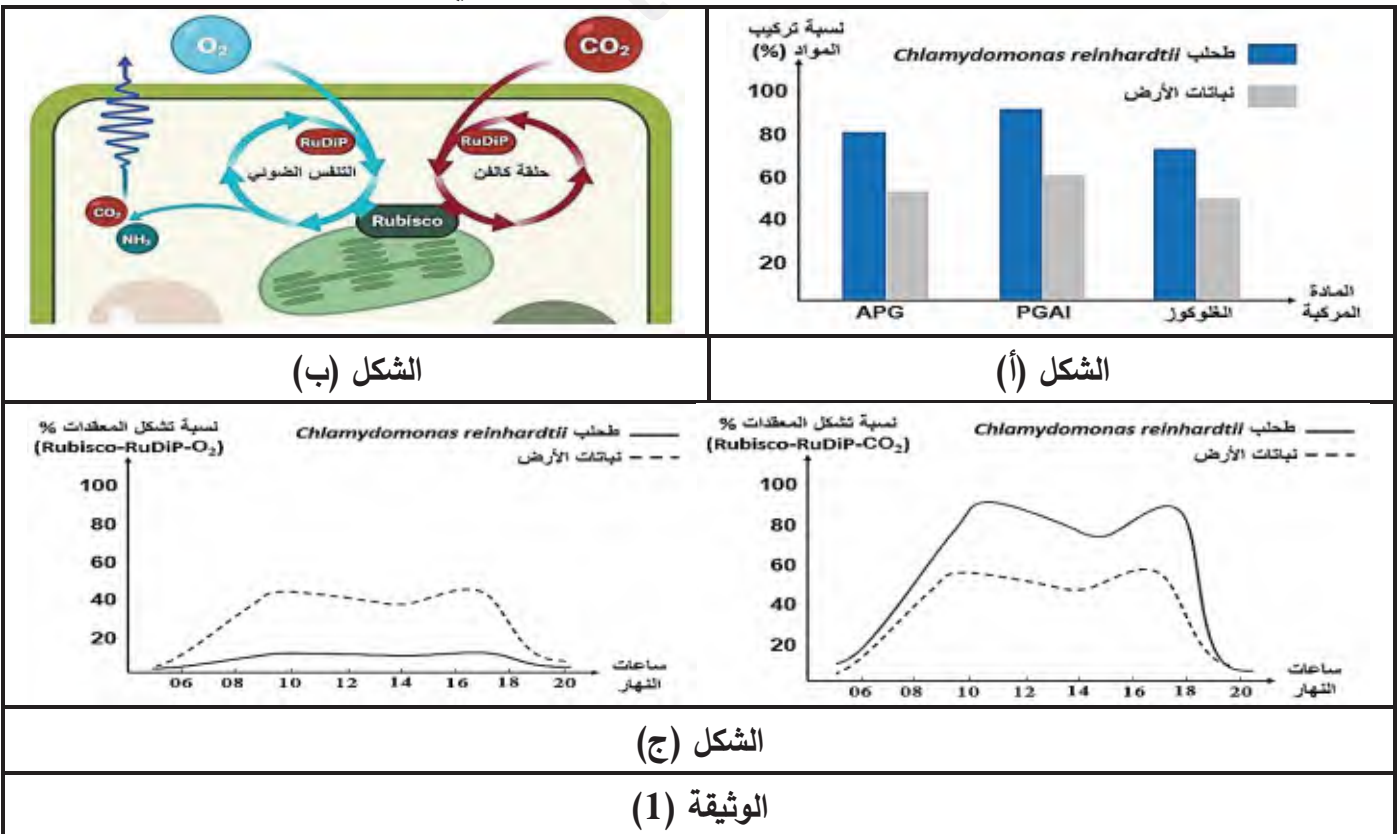 نسبة تركيب
المواد (%)
طحلب Chlamydomonas reinhardtii
نباتات الأرض
100
80
60
40
20
APG
PGAl
الغلوكوز
المادة
المركبة
الشكل (أ)
O₂
CO₂
RuDiP
RuDiP
التنفس الضوئي
حلقة كالفن
Rubisco
CO₂
NH₃
الشكل (ب)
نسبة تشكل المعقدات %
(Rubisco-RuDiP-CO₂)
طحلب Chlamydomonas reinhardtii
نباتات الأرض
100
80
60
40
20
06 08 10 12 14 16 18 20
ساعات
النهار
نسبة تشكل المعقدات %
(Rubisco-RuDiP-O₂)
طحلب Chlamydomonas reinhardtii
نباتات الأرض
100
80
60
40
20
06 08 10 12 14 16 18 20
ساعات
النهار
الشكل (ج)
الوثيقة (1)